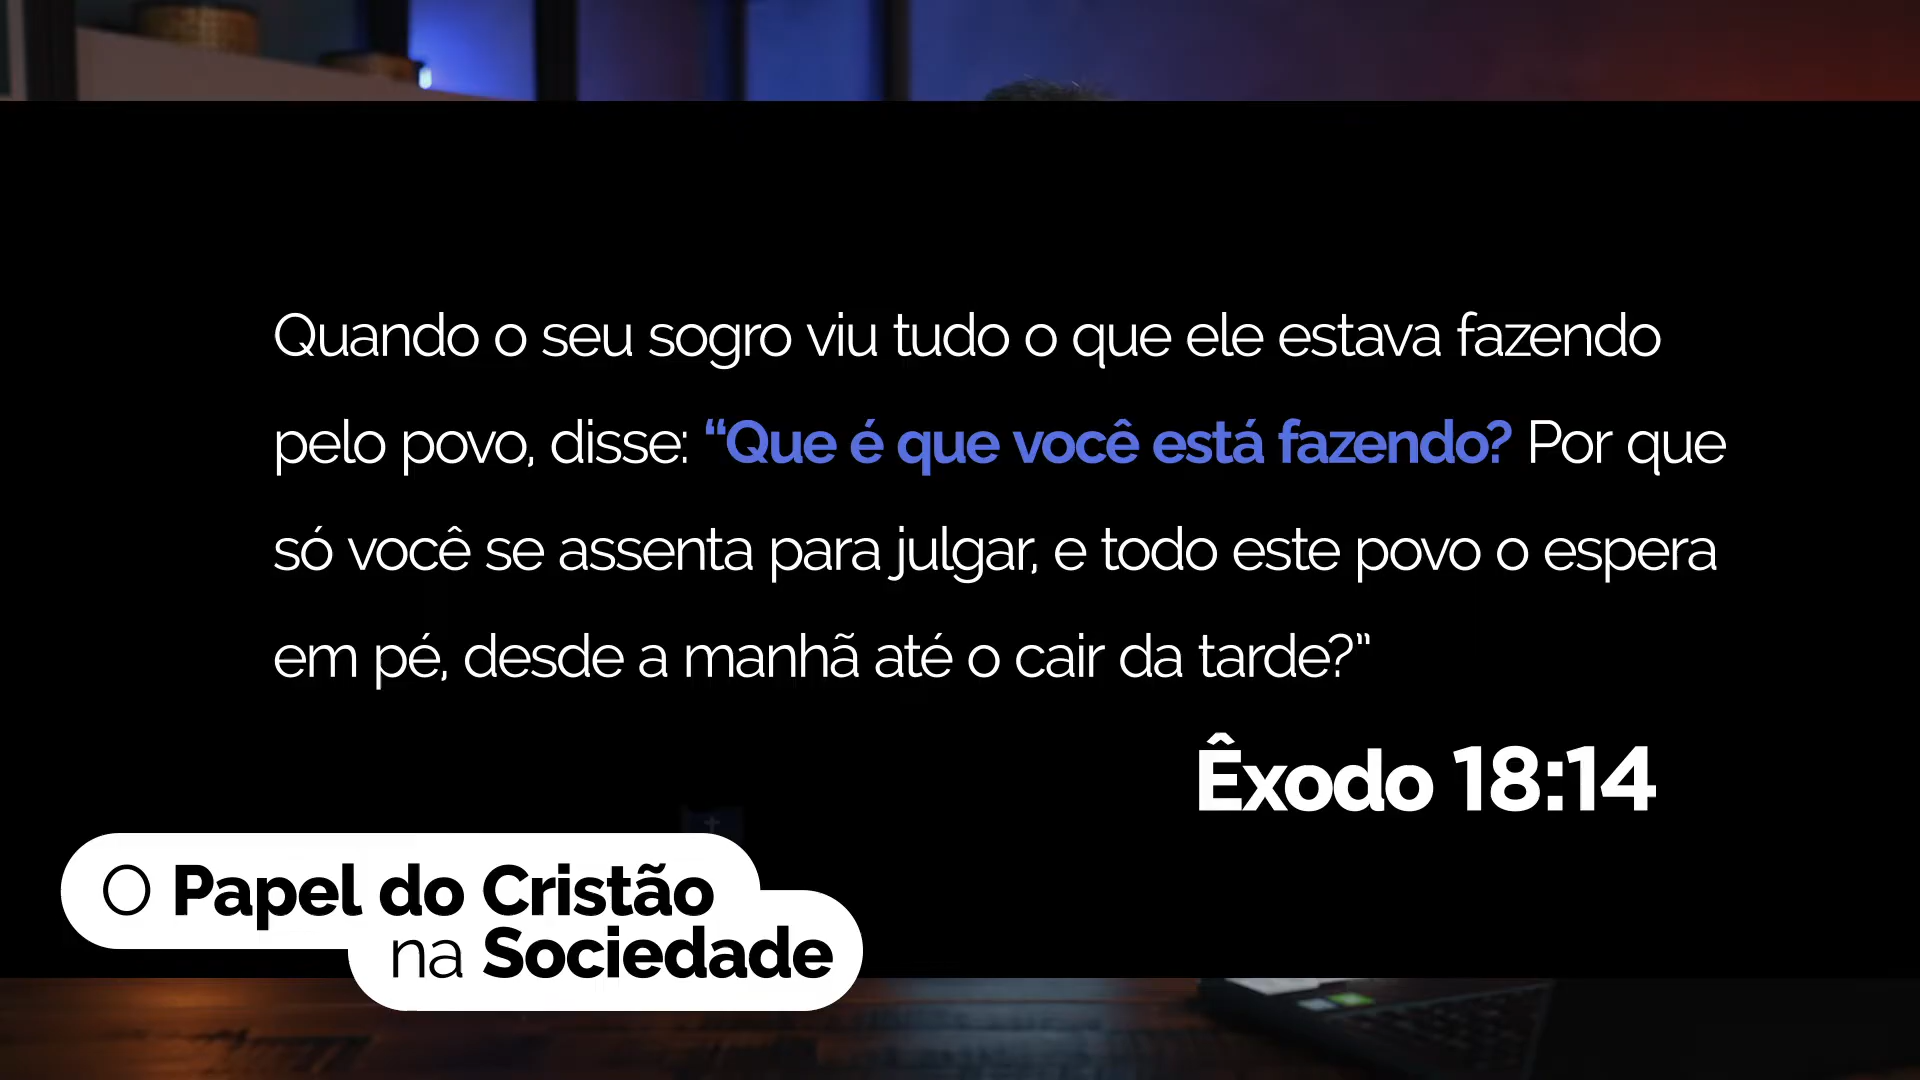 Quando o seu sogro viu tudo o que ele estava fazendo
pelo povo, disse: “Que é que você está fazendo? Por que
só você se assenta para julgar, e todo este povo o espera
em pé, desde a manhã até o cair da tarde?”
Êxodo 18:14
O Papel do Cristão
na Sociedade